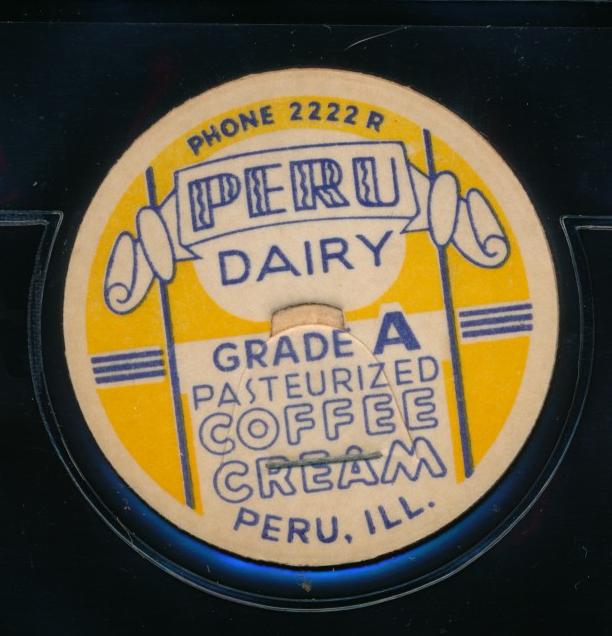 PHONE 2222 R
PERU
DAIRY
GRADE A
PASTEURIZED
COFFEE
CREAM
PERU, ILL.